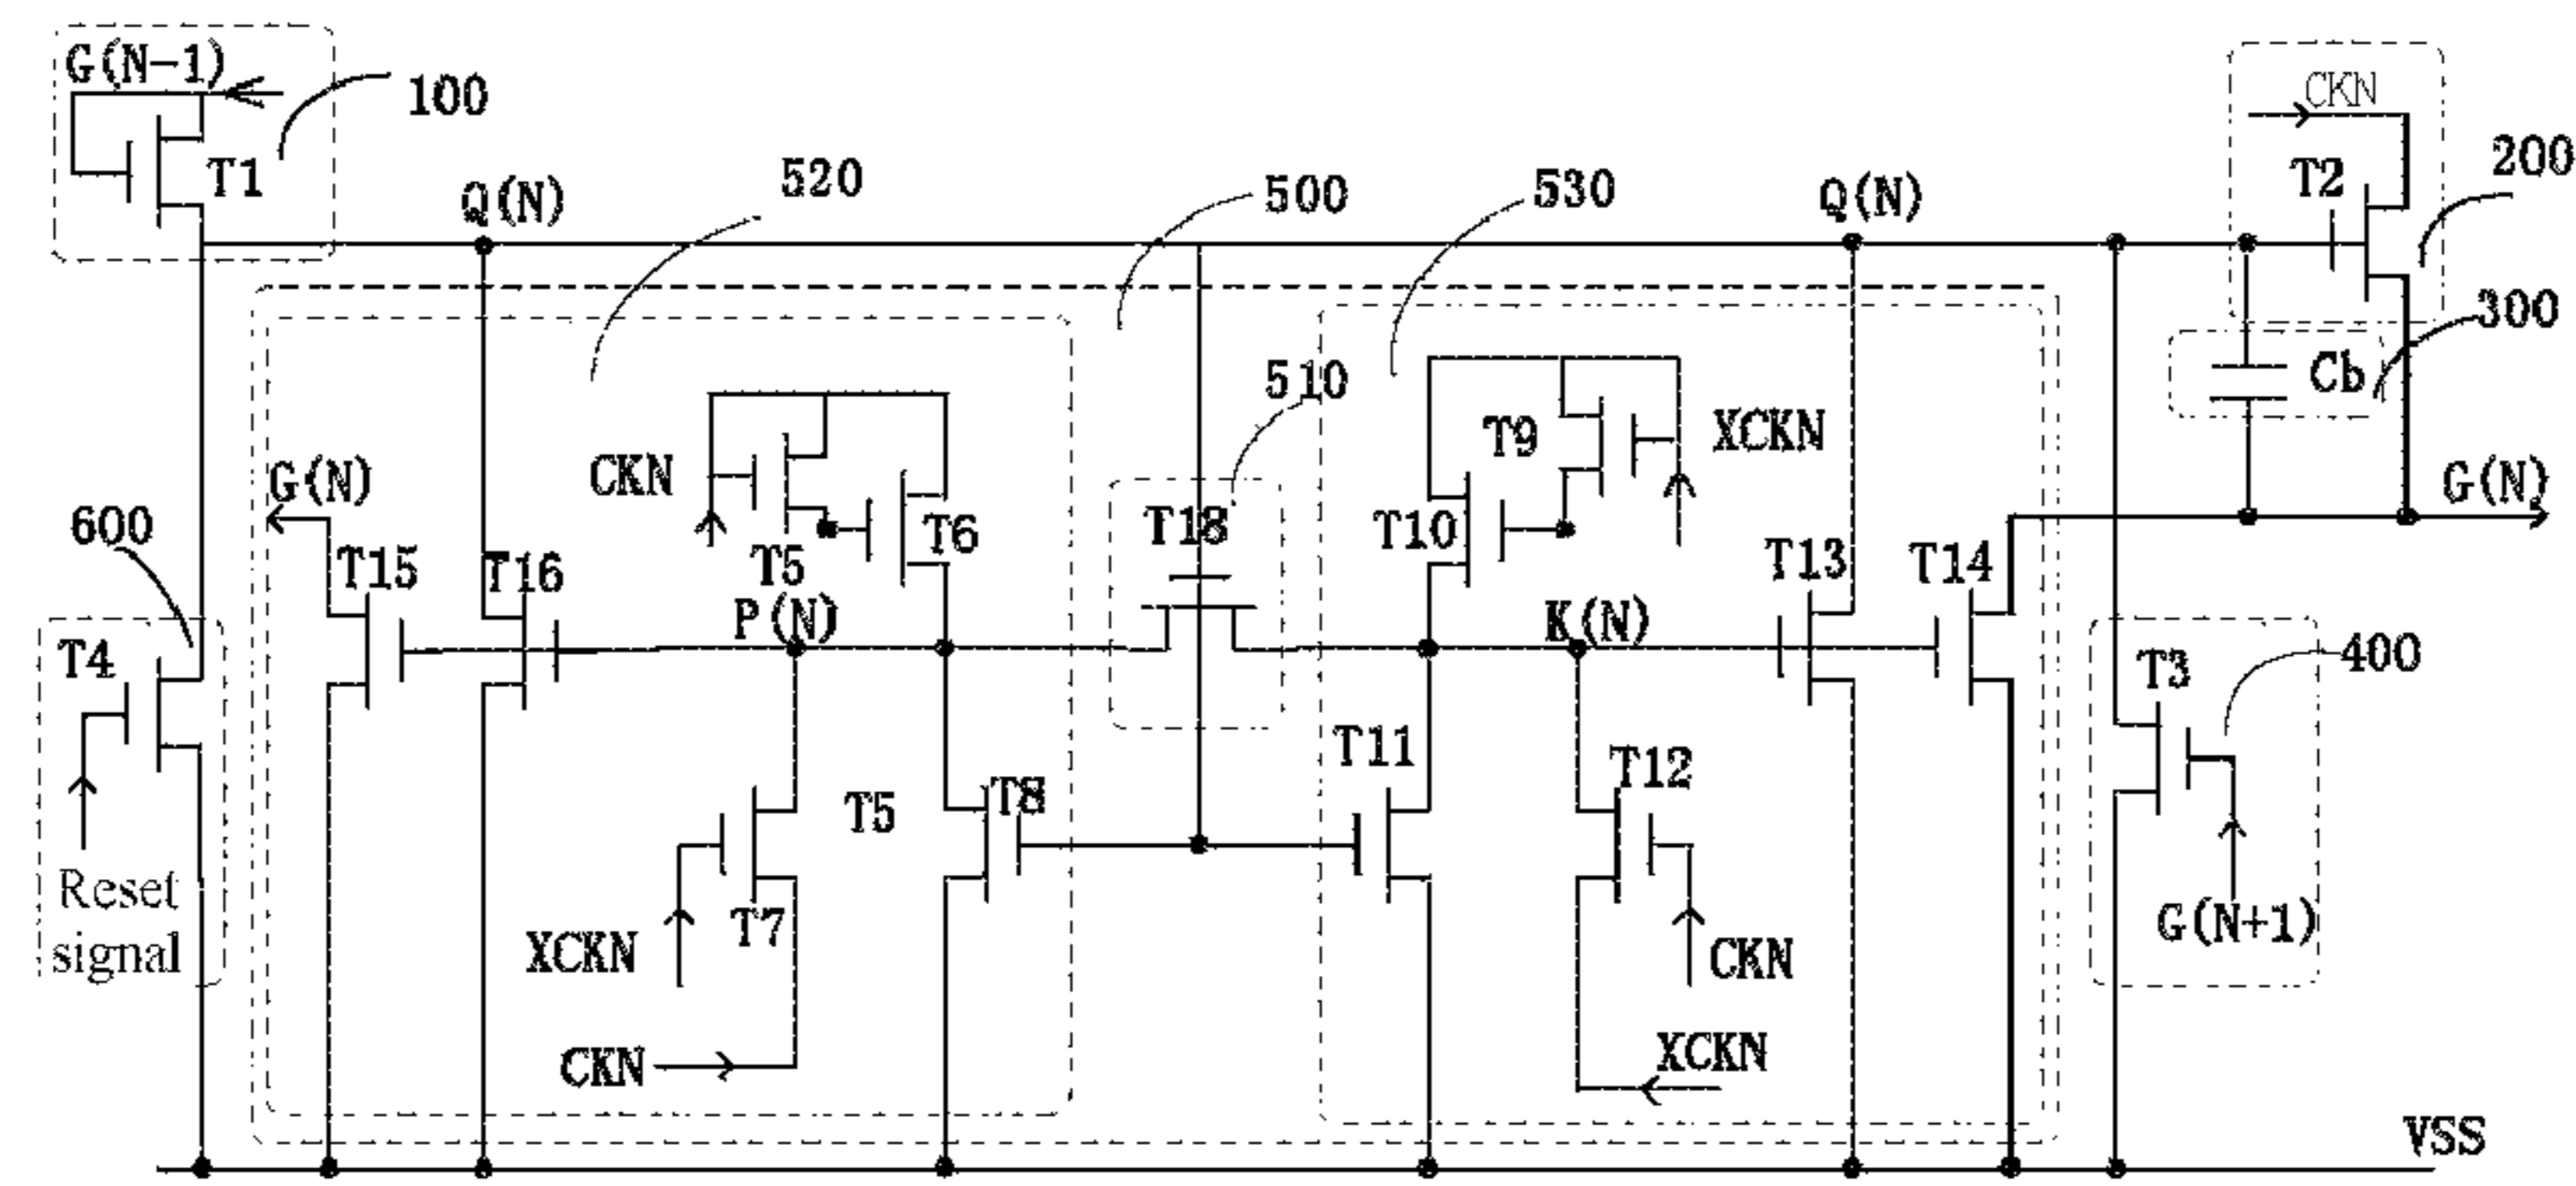 G(N-1)
100
T1
Q(N)
520
500
530
Q(N)
CKN
T2
200
300
Cb
510
G(N)
CKN
T5
T6
T18
T9
XCKN
T10
G(N)
600
T15
T16
P(N)
K(N)
T13
T14
T4
T3
400
T11
T12
T5
T8
T7
Reset
signal
XCKN
CKN
G(N+1)
CKN
XCKN
VSS